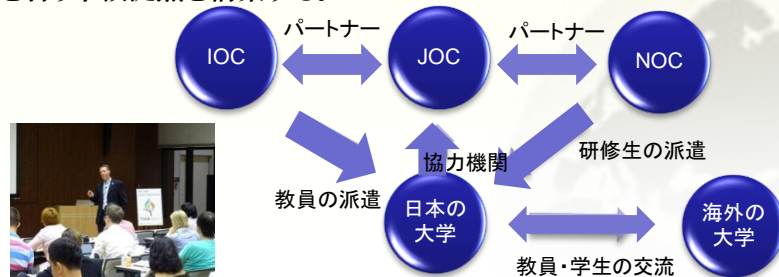 パートナー
パートナー
IOC
JOC
NOC
協力機関
研修生の派遣
教員の派遣
日本の
大学
海外の
大学
教員・学生の交流